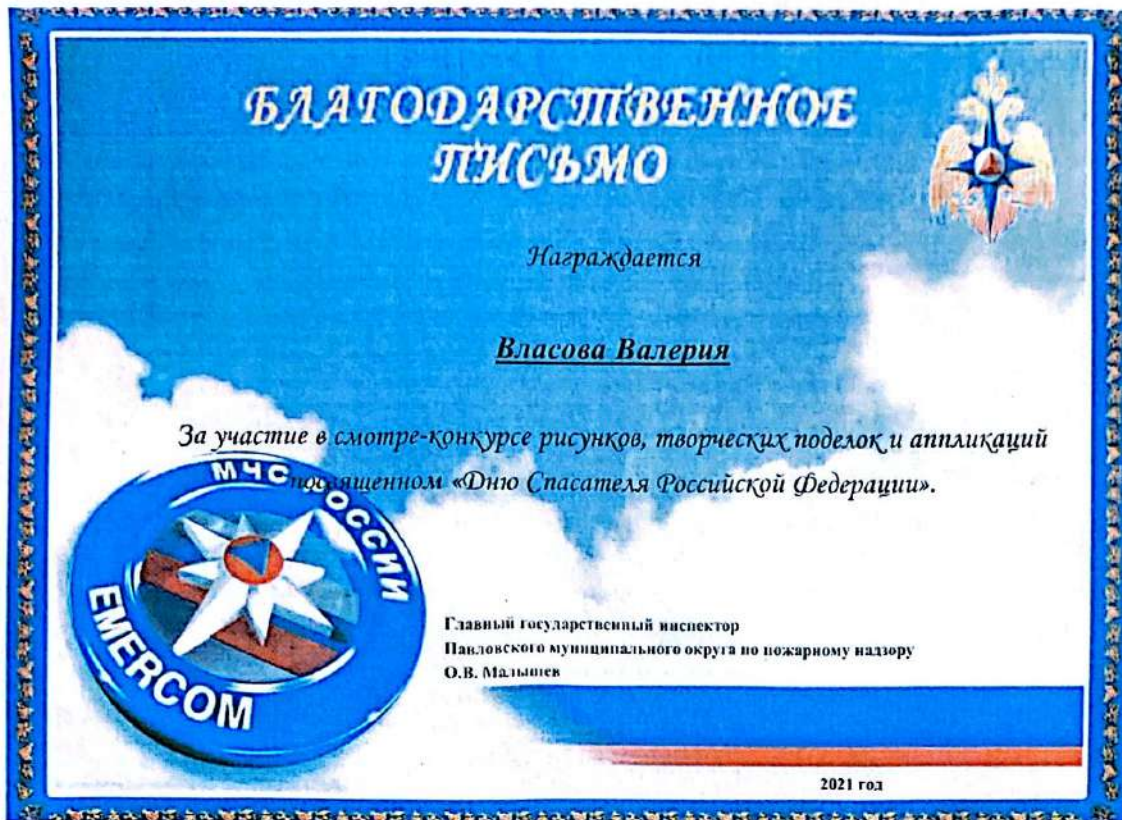 БЛАГОДАРСТВЕННОЕ
ПИСЬМО
Награждается
Власова Валерия
За участие в смотре-конкурсе рисунков, творческих поделок и аппликаций
посвященном «Дню Спасателя Российской Федерации».
МЧС РОССИИ
EMERCOM
Главный государственный инспектор
Павловского муниципального округа по пожарному надзору
О.В. Малышев
2021 год